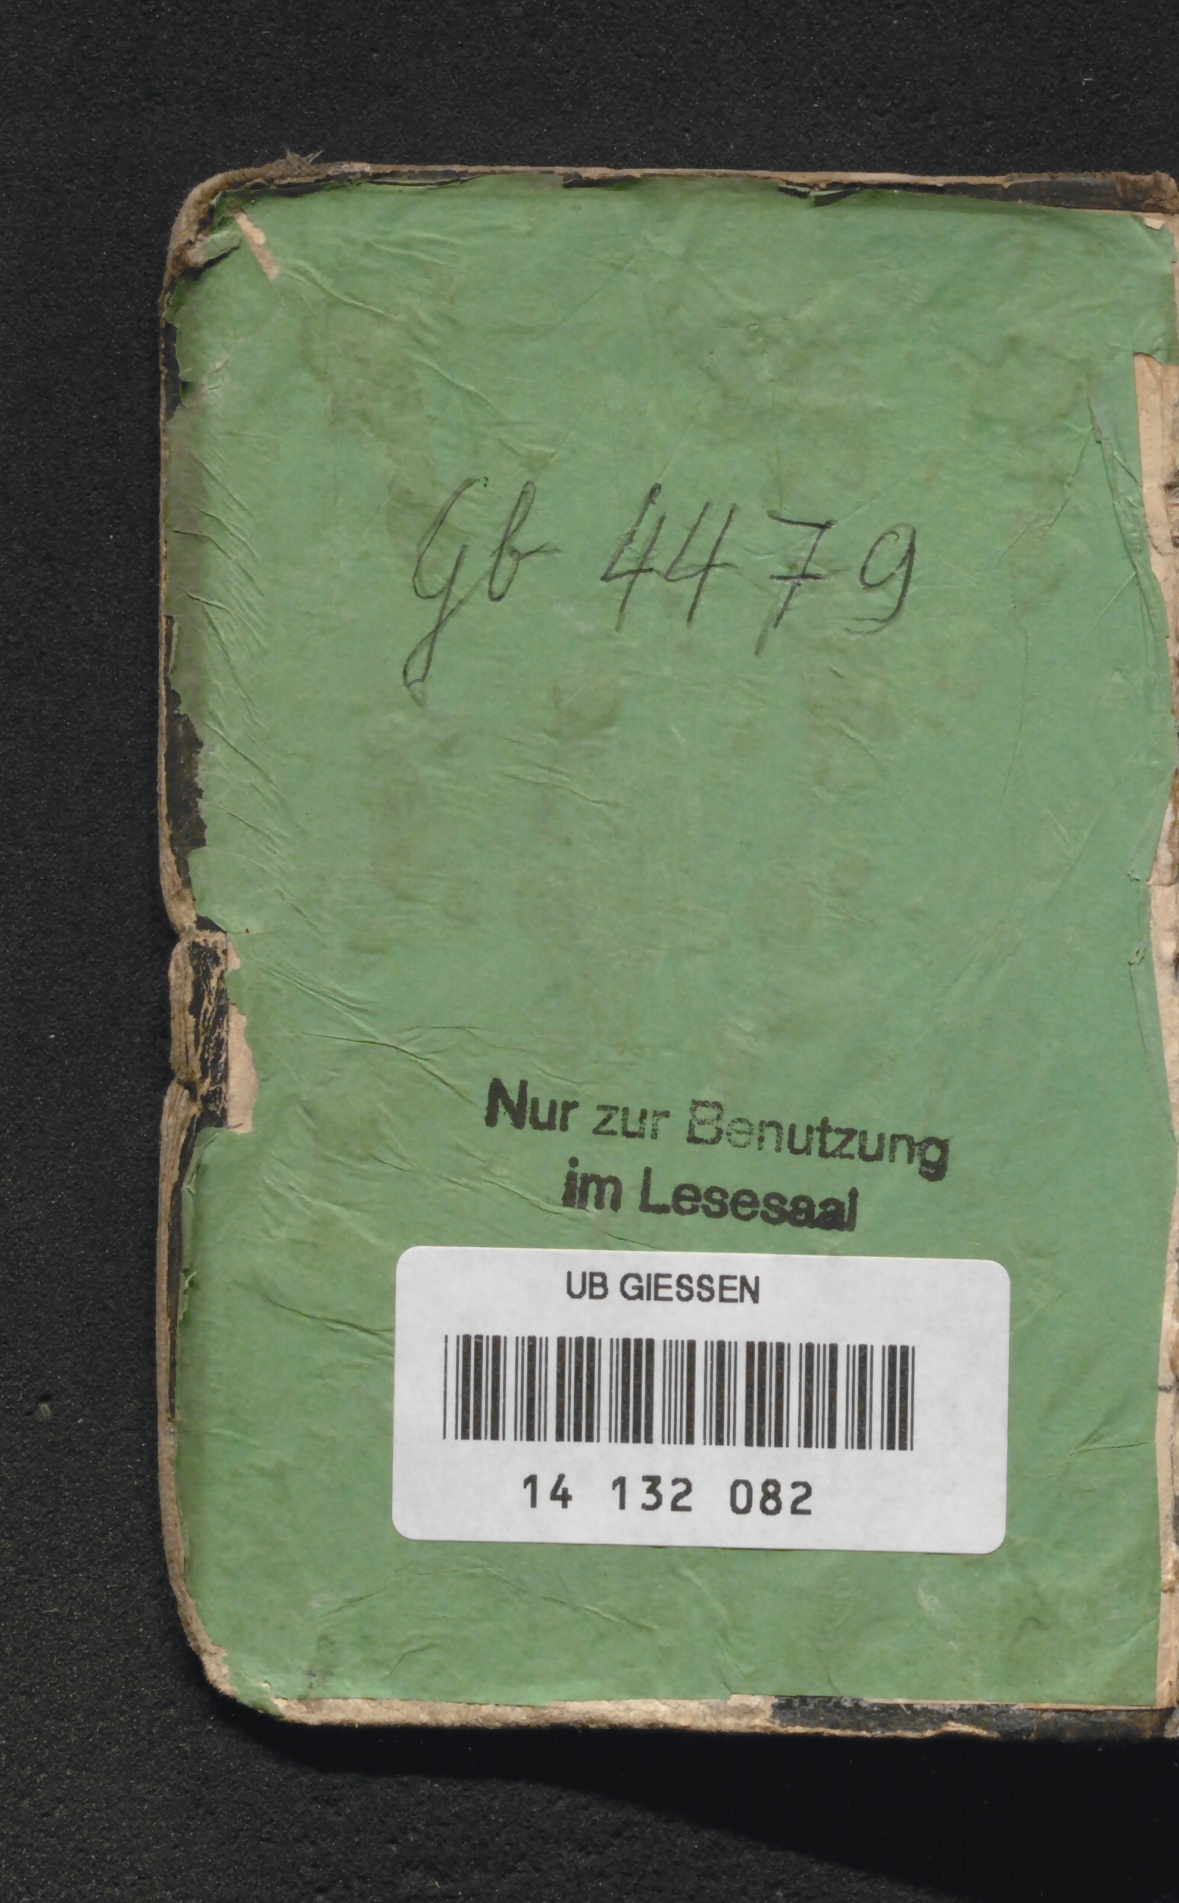 Gb 4479
Nur zur Benutzung
im Lesesaal
UB GIESSEN
14 132 082